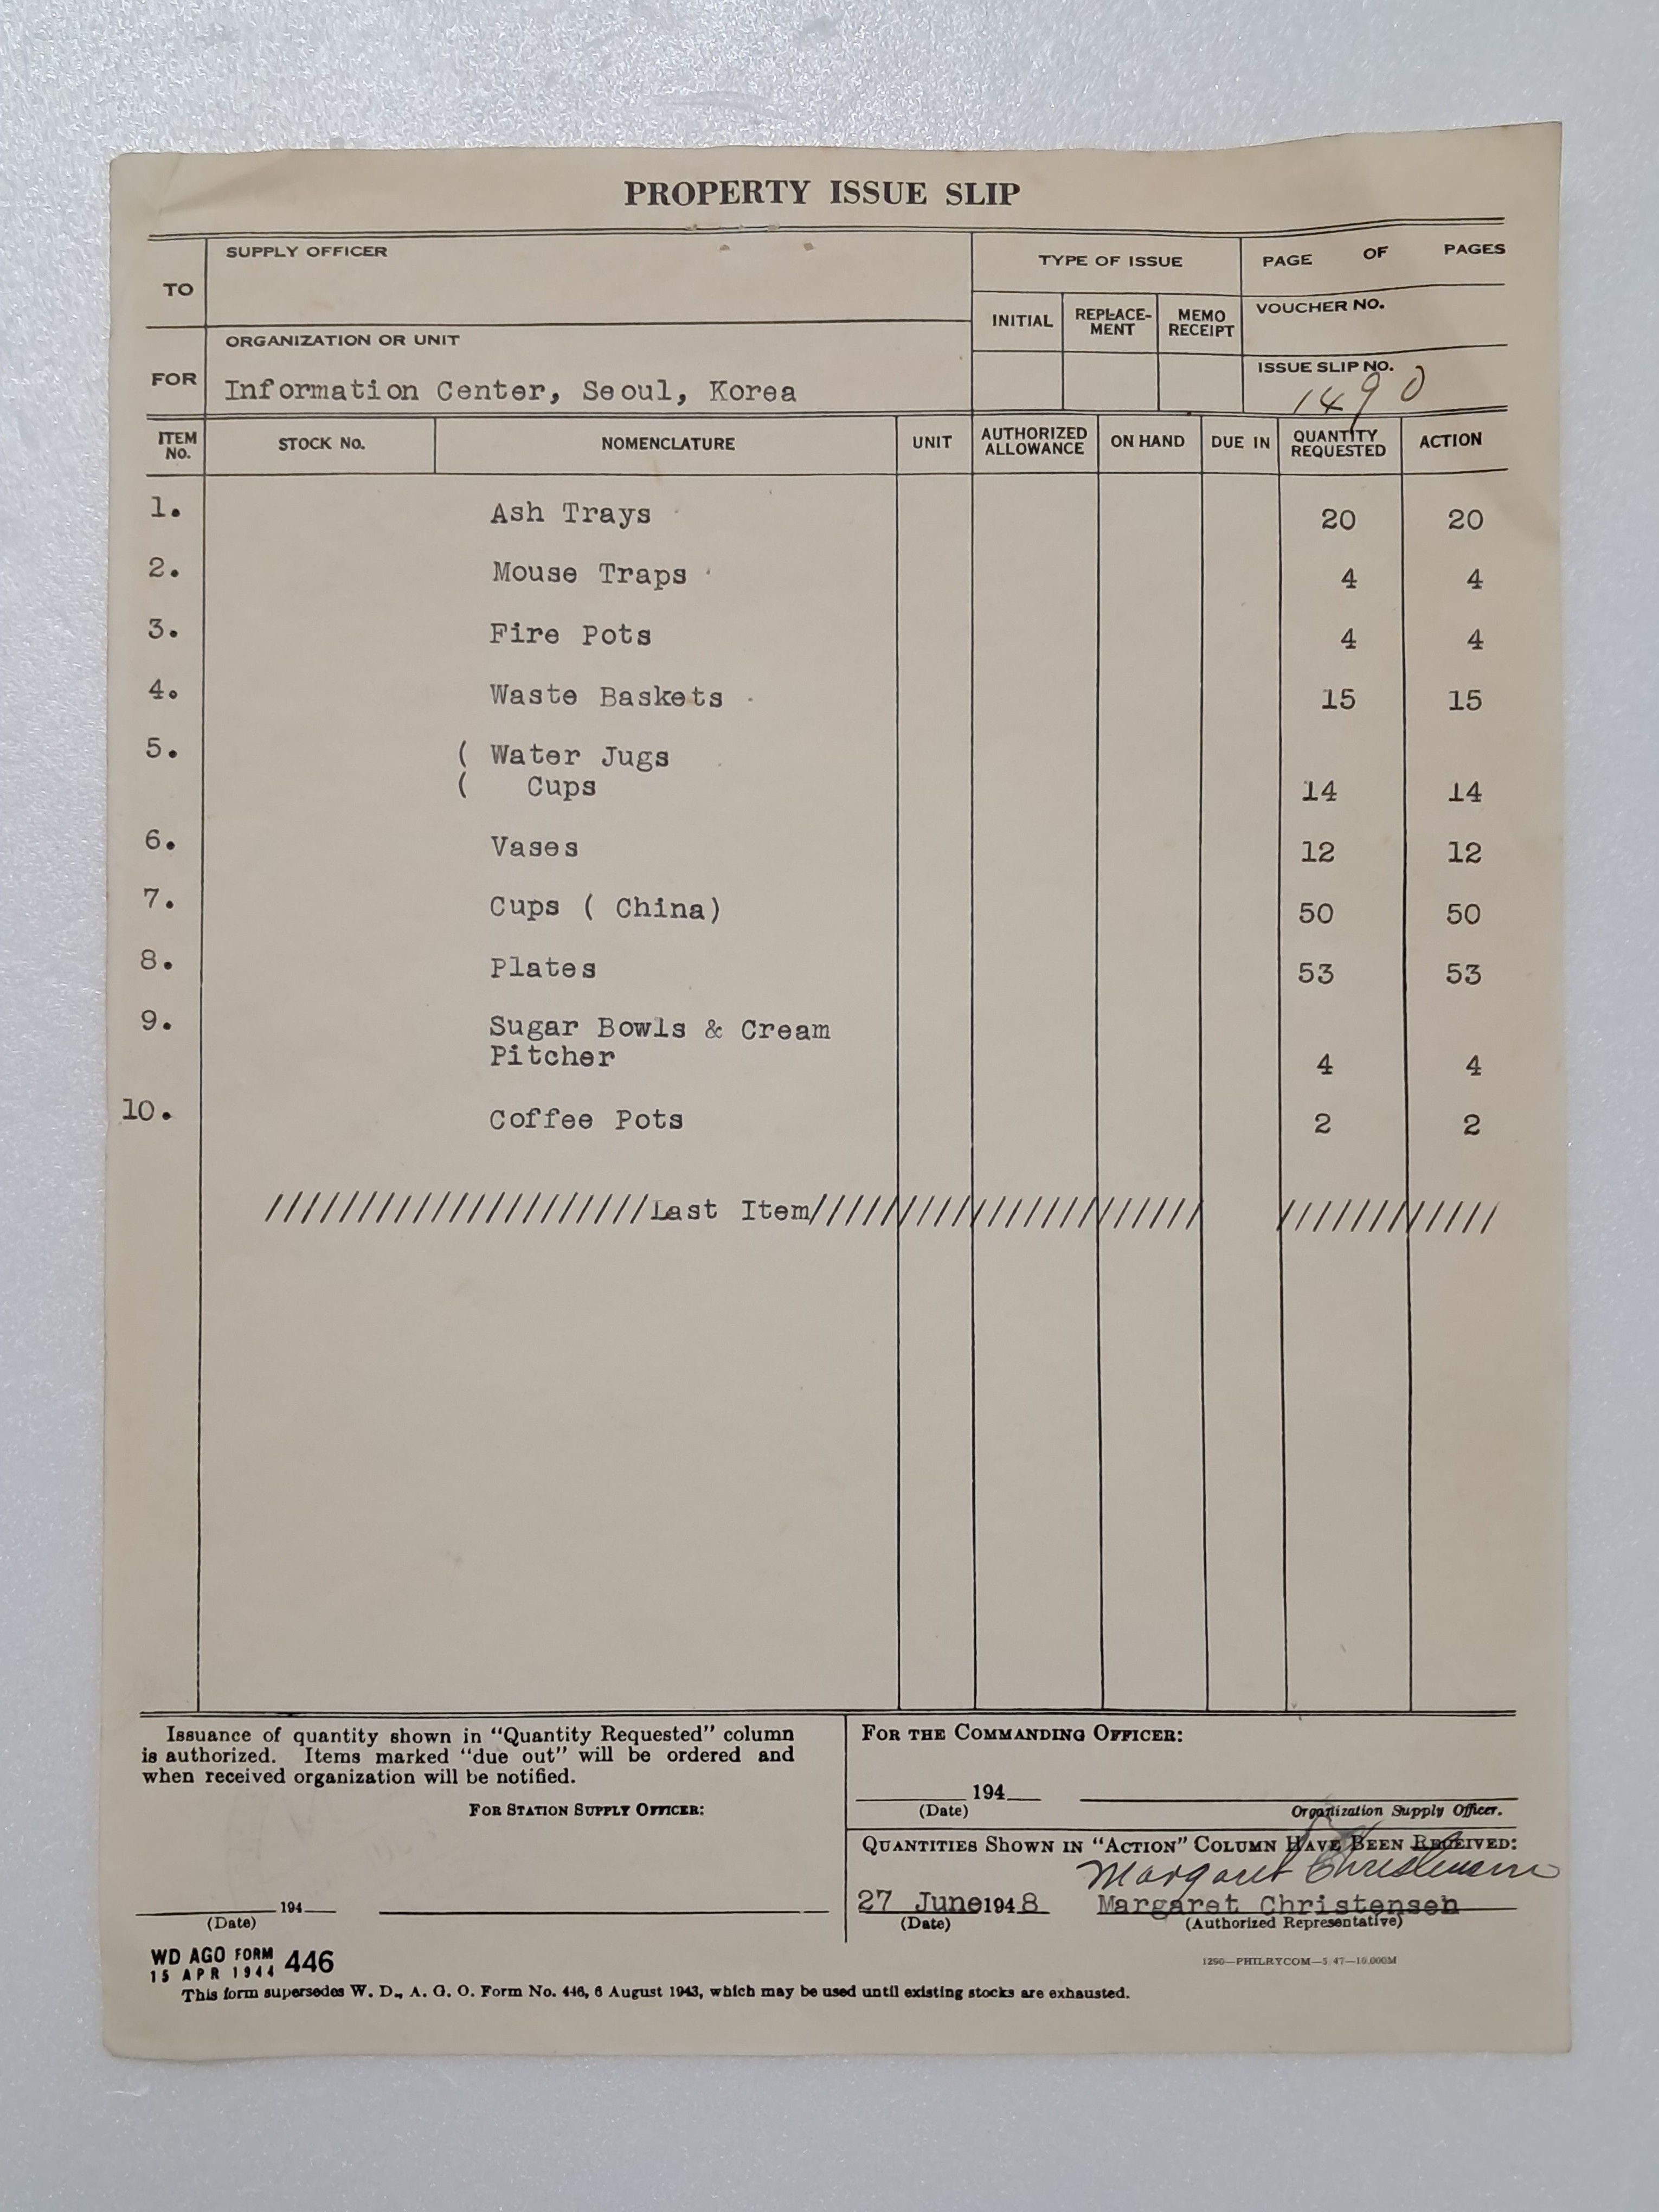 PROPERTY ISSUE SLIP
TO
SUPPLY OFFICER
TYPE OF ISSUE
PAGE OF PAGES
INITIAL
REPLACE-
MENT
MEMO
RECEIPT
VOUCHER NO.
FOR
ORGANIZATION OR UNIT
Information Center, Seoul, Korea
ISSUE SLIP NO.
1490
ITEM
No.
STOCK No.
NOMENCLATURE
UNIT
AUTHORIZED
ALLOWANCE
ON HAND
DUE IN
QUANTITY
REQUESTED
ACTION
1. Ash Trays 20 20
2. Mouse Traps 4 4
3. Fire Pots 4 4
4. Waste Baskets 15 15
5. ( Water Jugs
( Cups 14 14
6. Vases 12 12
7. Cups ( China) 50 50
8. Plates 53 53
9. Sugar Bowls & Cream
Pitcher 4 4
10. Coffee Pots 2 2
/////////////////////Last Item////////////////////// ////////////
Issuance of quantity shown in "Quantity Requested" column
is authorized. Items marked "due out" will be ordered and
when received organization will be notified.
FOR STATION SUPPLY OFFICER:
194
(Date)
FOR THE COMMANDING OFFICER:
194
(Date)
Organization Supply Officer.
QUANTITIES SHOWN IN "ACTION" COLUMN HAVE BEEN RECEIVED:
Margaret Christensen
27 June 1948 Margaret Christensen
(Date) (Authorized Representative)
WD AGO FORM 446
15 APR 1944
1290—PHILRYCOM—5/47—10,000M
This form supersedes W. D., A. G. O. Form No. 446, 6 August 1943, which may be used until existing stocks are exhausted.